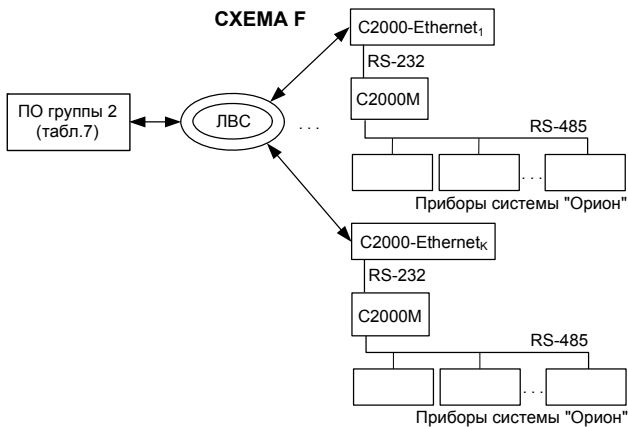 СХЕМА F
С2000-Ethernet₁
RS-232
С2000М
RS-485
ПО группы 2
(табл.7)
ЛВС
. . .
. . .
Приборы системы "Орион"
С2000-Ethernetₖ
RS-232
С2000М
RS-485
. . .
Приборы системы "Орион"